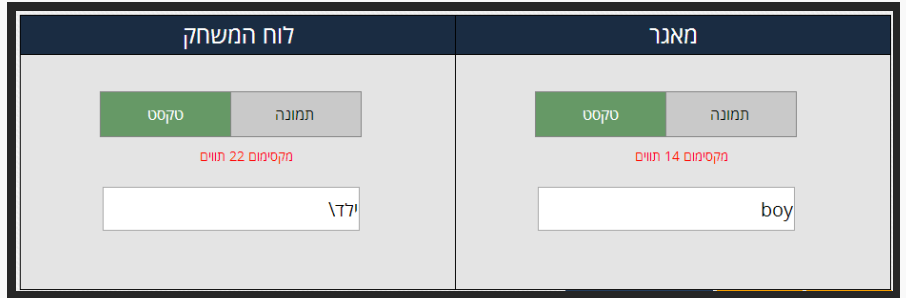 מאגר
תמונה
טקסט
מקסימום 14 תווים
boy
לוח המשחק
תמונה
טקסט
מקסימום 22 תווים
ילד\